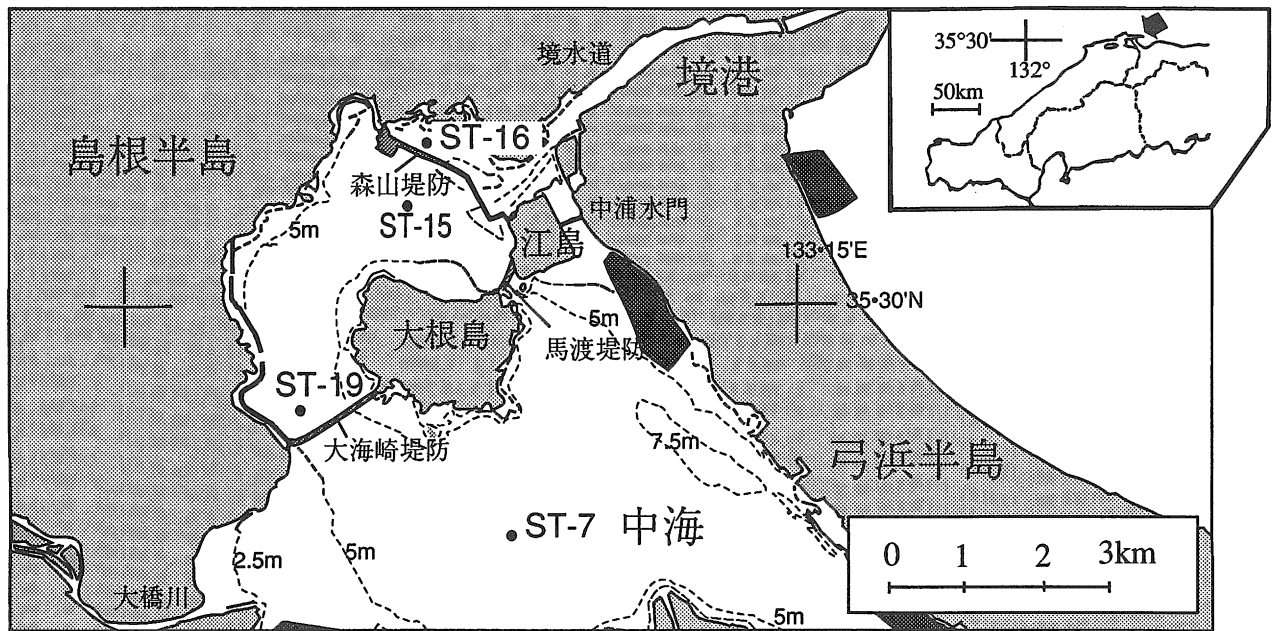 境水道
境港
35°30'
132°
50km
島根半島
ST-16
森山堤防
ST-15
中浦水門
江島
5m
133•15'E
35•30'N
大根島
馬渡堤防
5m
ST-19
大海崎堤防
7.5m
弓浜半島
ST-7
中海
2.5m
5m
大橋川
5m
0 1 2 3km